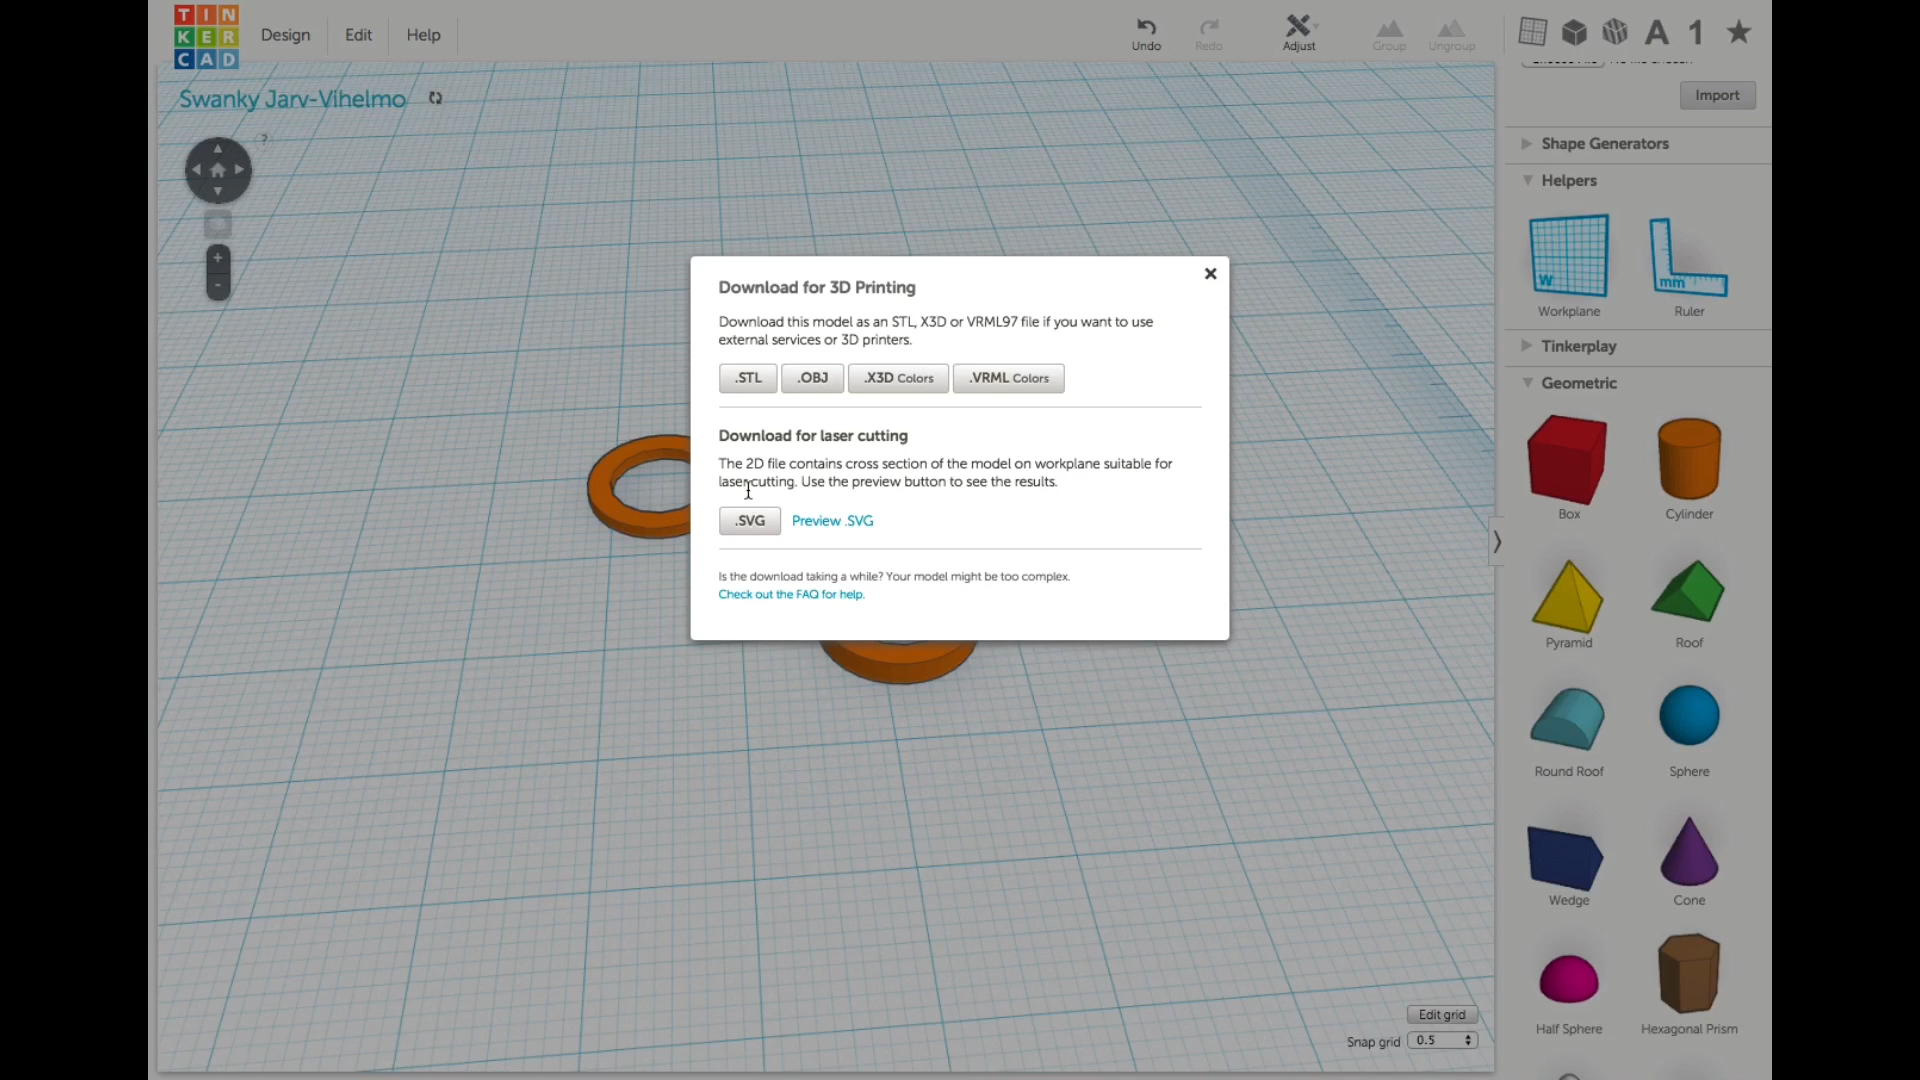 TIN
KER
CAD
Design
Edit
Help
Undo
Redo
Adjust
Group
Ungroup
A
1
Swanky Jarv-Vihelmo
?
+
-
Import
Shape Generators
Helpers
W
mm
Workplane
Ruler
Tinkerplay
Geometric
Box
Cylinder
Pyramid
Roof
Round Roof
Sphere
Wedge
Cone
Half Sphere
Hexagonal Prism
Download for 3D Printing
Download this model as an STL, X3D or VRML97 file if you want to use
external services or 3D printers.
.STL
.OBJ
.X3D Colors
.VRML Colors
Download for laser cutting
The 2D file contains cross section of the model on workplane suitable for
laser cutting. Use the preview button to see the results.
.SVG
Preview .SVG
Is the download taking a while? Your model might be too complex.
Check out the FAQ for help.
Edit grid
Snap grid 0.5